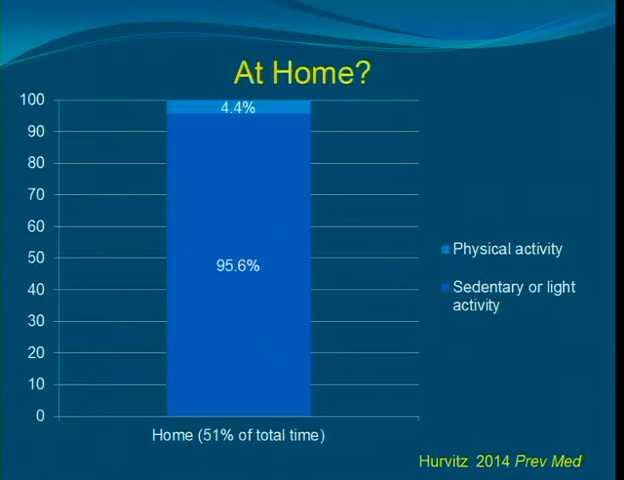 At Home?
100
90
80
70
60
50
40
30
20
10
0
4.4%
95.6%
Physical activity
Sedentary or light
activity
Home (51% of total time)
Hurvitz 2014 Prev Med